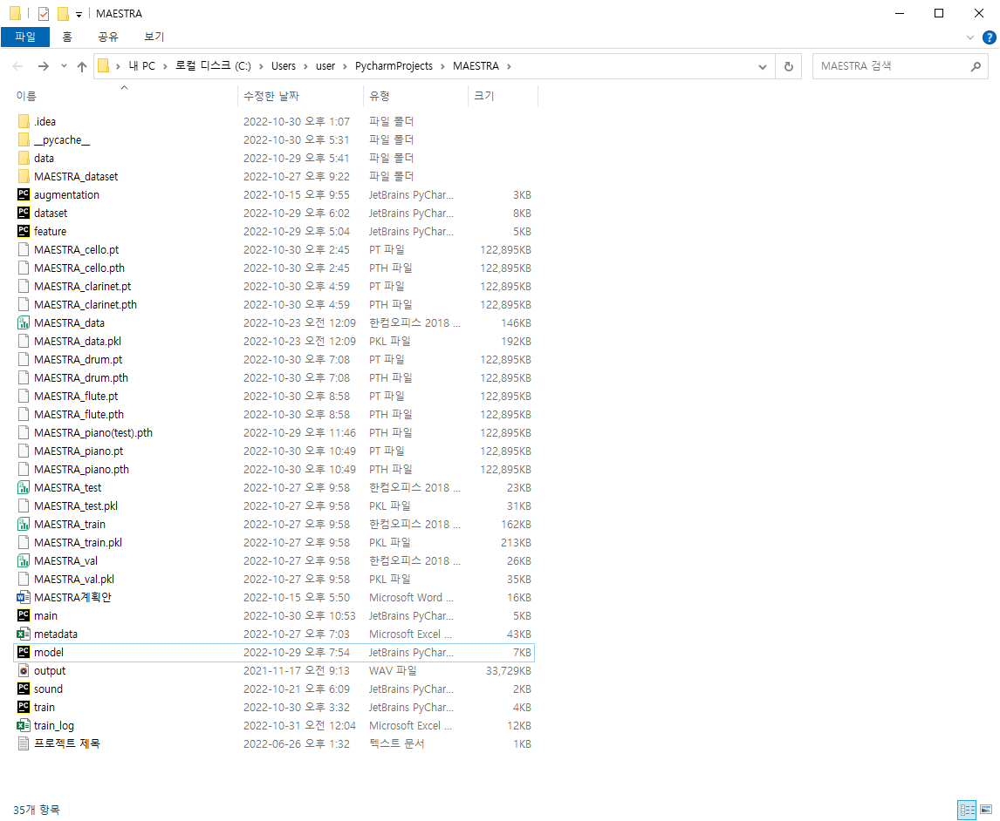 MAESTRA
파일 홈 공유 보기
내 PC > 로컬 디스크 (C:) > Users > user > PycharmProjects > MAESTRA > MAESTRA 검색
이름 수정한 날짜 유형 크기
.idea 2022-10-30 오후 1:07 파일 폴더
__pycache__ 2022-10-30 오후 5:31 파일 폴더
data 2022-10-29 오후 5:41 파일 폴더
MAESTRA_dataset 2022-10-27 오후 9:22 파일 폴더
augmentation 2022-10-15 오후 9:55 JetBrains PyChar... 3KB
dataset 2022-10-29 오후 6:02 JetBrains PyChar... 8KB
feature 2022-10-29 오후 5:04 JetBrains PyChar... 5KB
MAESTRA_cello.pt 2022-10-30 오후 2:45 PT 파일 122,895KB
MAESTRA_cello.pth 2022-10-30 오후 2:45 PTH 파일 122,895KB
MAESTRA_clarinet.pt 2022-10-30 오후 4:59 PT 파일 122,895KB
MAESTRA_clarinet.pth 2022-10-30 오후 4:59 PTH 파일 122,895KB
MAESTRA_data 2022-10-23 오전 12:09 한컴오피스 2018 ... 146KB
MAESTRA_data.pkl 2022-10-23 오전 12:09 PKL 파일 192KB
MAESTRA_drum.pt 2022-10-30 오후 7:08 PT 파일 122,895KB
MAESTRA_drum.pth 2022-10-30 오후 7:08 PTH 파일 122,895KB
MAESTRA_flute.pt 2022-10-30 오후 8:58 PT 파일 122,895KB
MAESTRA_flute.pth 2022-10-30 오후 8:58 PTH 파일 122,895KB
MAESTRA_piano(test).pth 2022-10-29 오후 11:46 PTH 파일 122,895KB
MAESTRA_piano.pt 2022-10-30 오후 10:49 PT 파일 122,895KB
MAESTRA_piano.pth 2022-10-30 오후 10:49 PTH 파일 122,895KB
MAESTRA_test 2022-10-27 오후 9:58 한컴오피스 2018 ... 23KB
MAESTRA_test.pkl 2022-10-27 오후 9:58 PKL 파일 31KB
MAESTRA_train 2022-10-27 오후 9:58 한컴오피스 2018 ... 162KB
MAESTRA_train.pkl 2022-10-27 오후 9:58 PKL 파일 213KB
MAESTRA_val 2022-10-27 오후 9:58 한컴오피스 2018 ... 26KB
MAESTRA_val.pkl 2022-10-27 오후 9:58 PKL 파일 35KB
MAESTRA계획안 2022-10-15 오후 5:50 Microsoft Word ... 16KB
main 2022-10-30 오후 10:53 JetBrains PyChar... 5KB
metadata 2022-10-27 오후 7:03 Microsoft Excel ... 43KB
model 2022-10-29 오후 7:54 JetBrains PyChar... 7KB
output 2021-11-17 오전 9:13 WAV 파일 33,729KB
sound 2022-10-21 오후 6:09 JetBrains PyChar... 2KB
train 2022-10-30 오후 3:32 JetBrains PyChar... 4KB
train_log 2022-10-31 오전 12:04 Microsoft Excel ... 12KB
프로젝트 제목 2022-06-26 오후 1:32 텍스트 문서 1KB
35개 항목